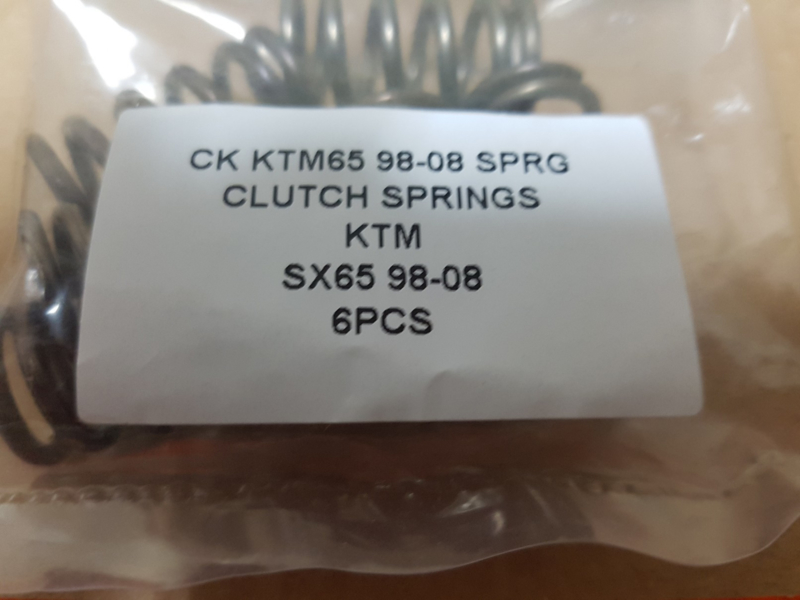 CK KTM65 98-08 SPRG
CLUTCH SPRINGS
KTM
SX65 98-08
6PCS